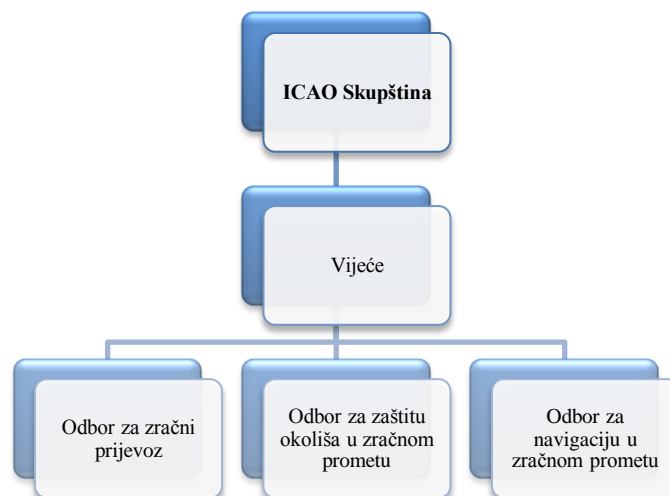 ICAO Skupština
Vijeće
Odbor za zračni
prijevoz
Odbor za zaštitu
okoliša u zračnom
prometu
Odbor za
navigaciju u
zračnom prometu